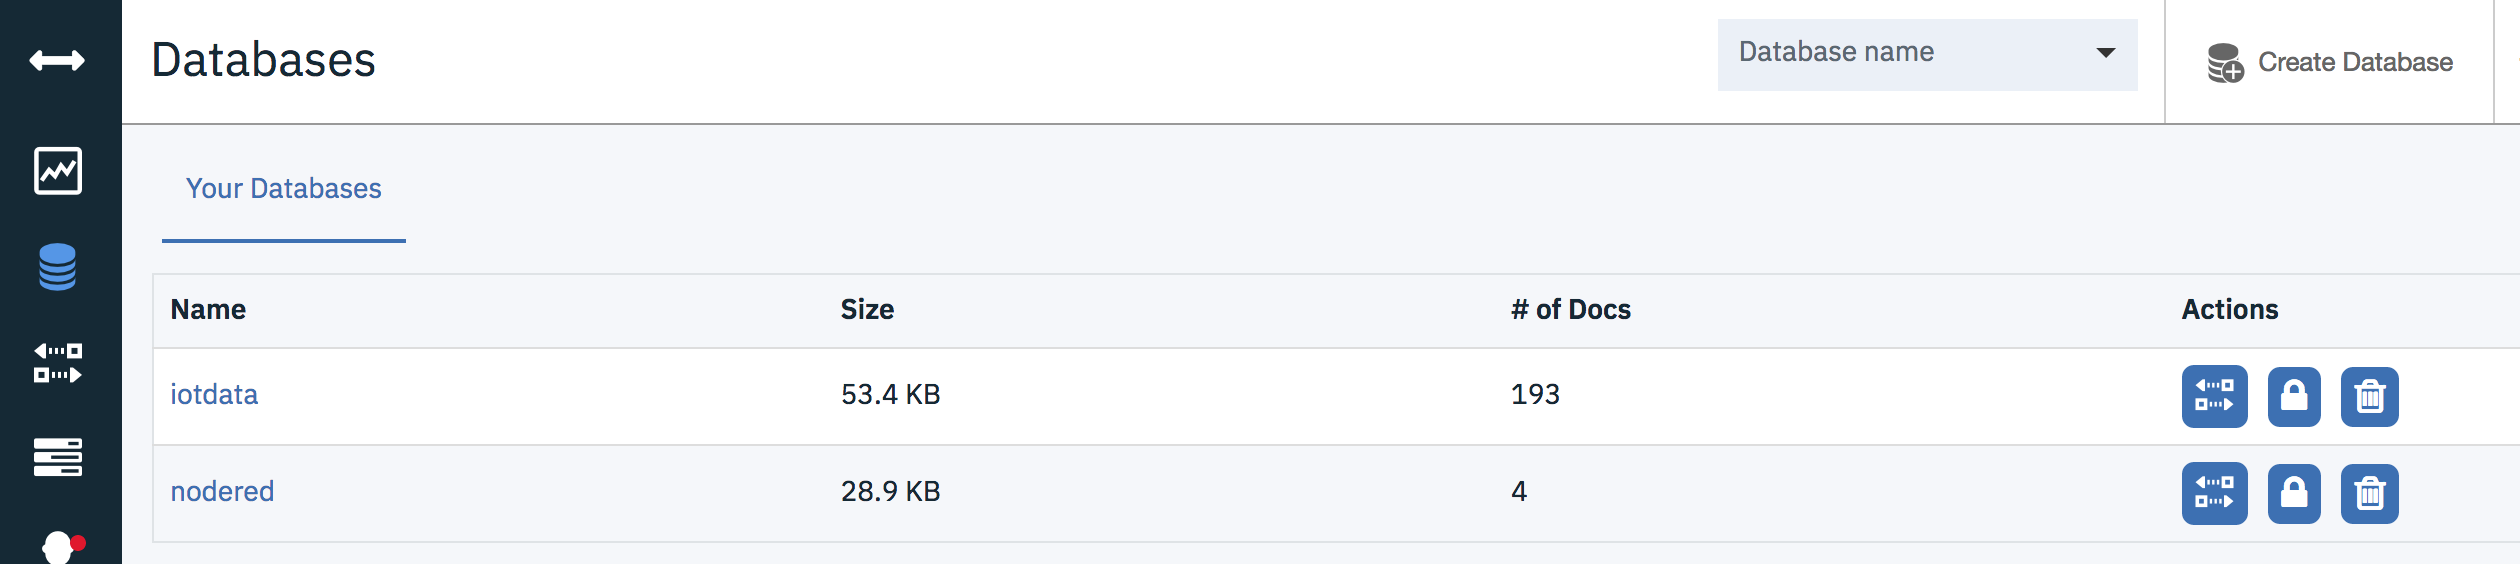 Databases
Database name
Create Database
Your Databases
Name Size # of Docs Actions
iotdata 53.4 KB 193
nodered 28.9 KB 4